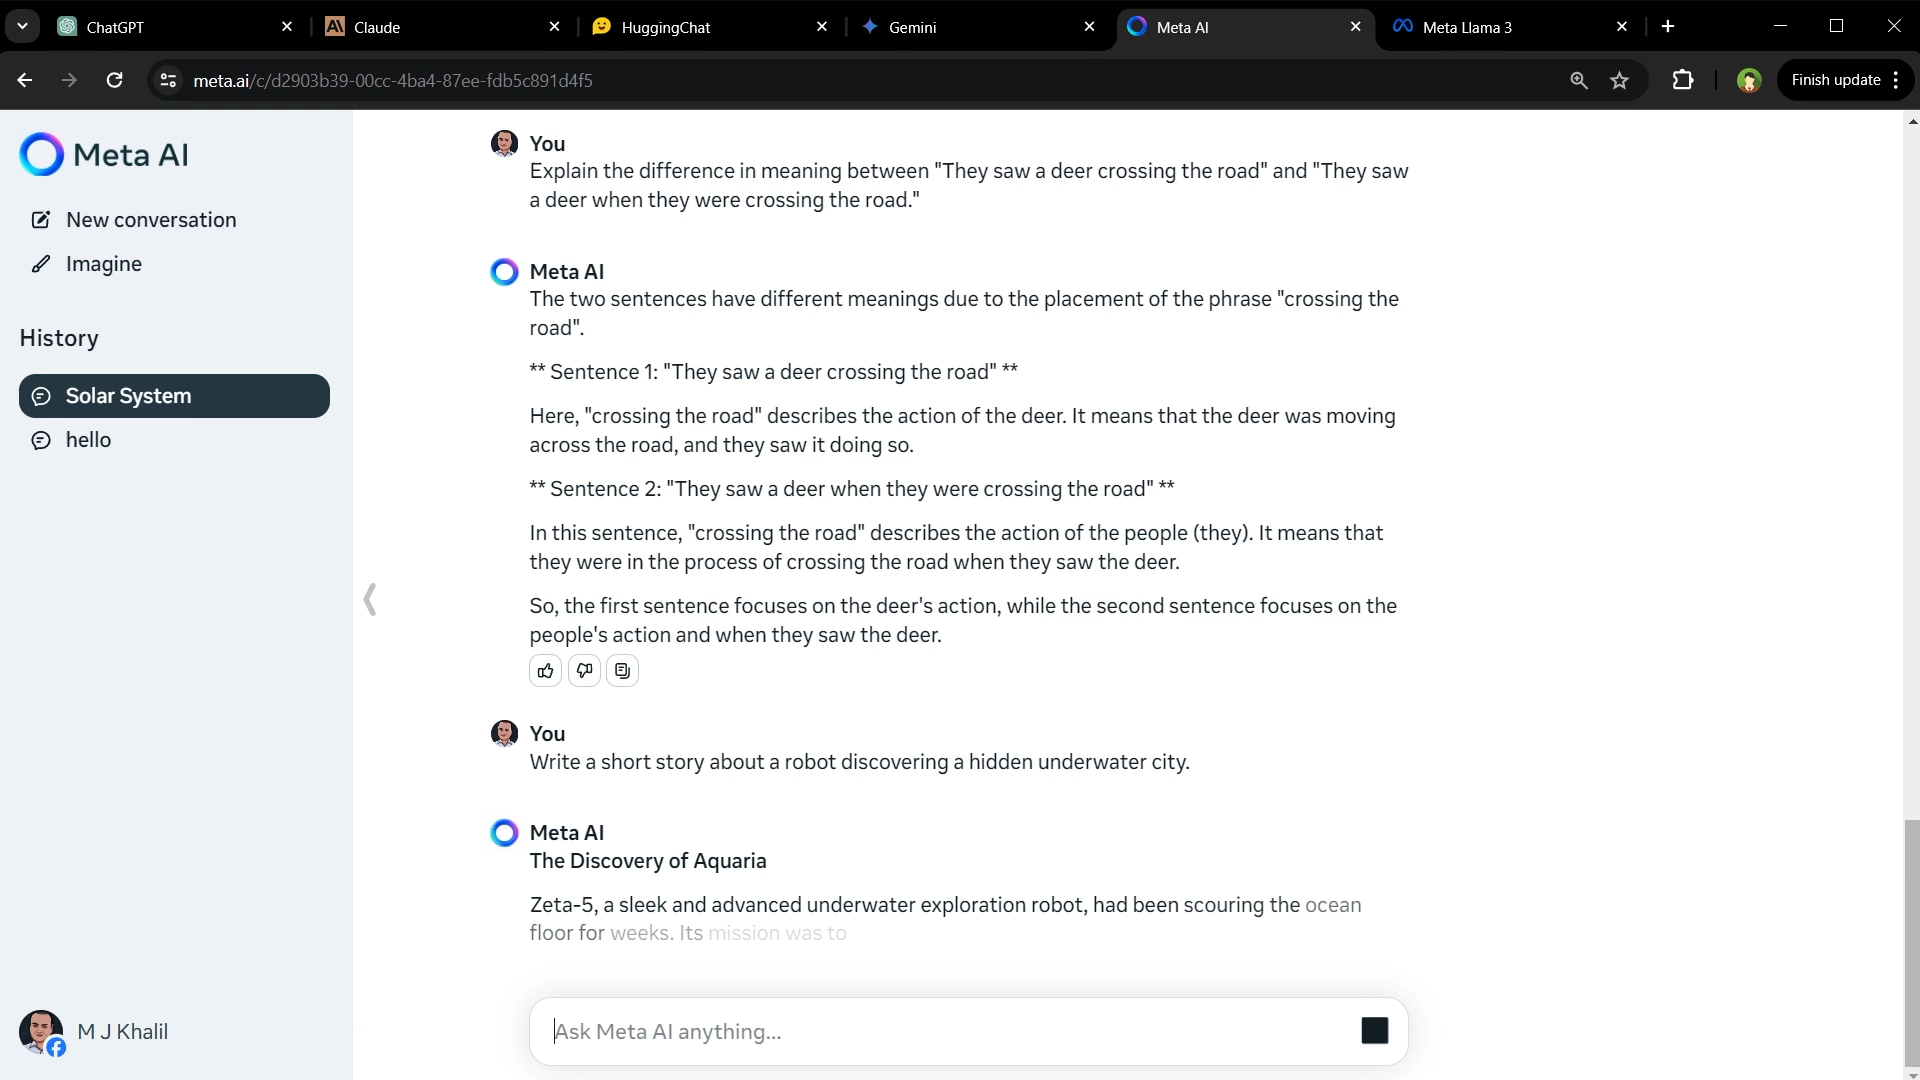 ChatGPT
Claude
HuggingChat
Gemini
Meta AI
Meta Llama 3
meta.ai/c/d2903b39-00cc-4ba4-87ee-fdb5c891d4f5
Finish update
Meta AI
New conversation
Imagine
History
Solar System
hello
M J Khalil
You
Explain the difference in meaning between "They saw a deer crossing the road" and "They saw
a deer when they were crossing the road."
Meta AI
The two sentences have different meanings due to the placement of the phrase "crossing the
road".
** Sentence 1: "They saw a deer crossing the road" **
Here, "crossing the road" describes the action of the deer. It means that the deer was moving
across the road, and they saw it doing so.
** Sentence 2: "They saw a deer when they were crossing the road" **
In this sentence, "crossing the road" describes the action of the people (they). It means that
they were in the process of crossing the road when they saw the deer.
So, the first sentence focuses on the deer's action, while the second sentence focuses on the
people's action and when they saw the deer.
You
Write a short story about a robot discovering a hidden underwater city.
Meta AI
The Discovery of Aquaria
Zeta-5, a sleek and advanced underwater exploration robot, had been scouring the ocean
floor for weeks. Its mission was to
Ask Meta AI anything...